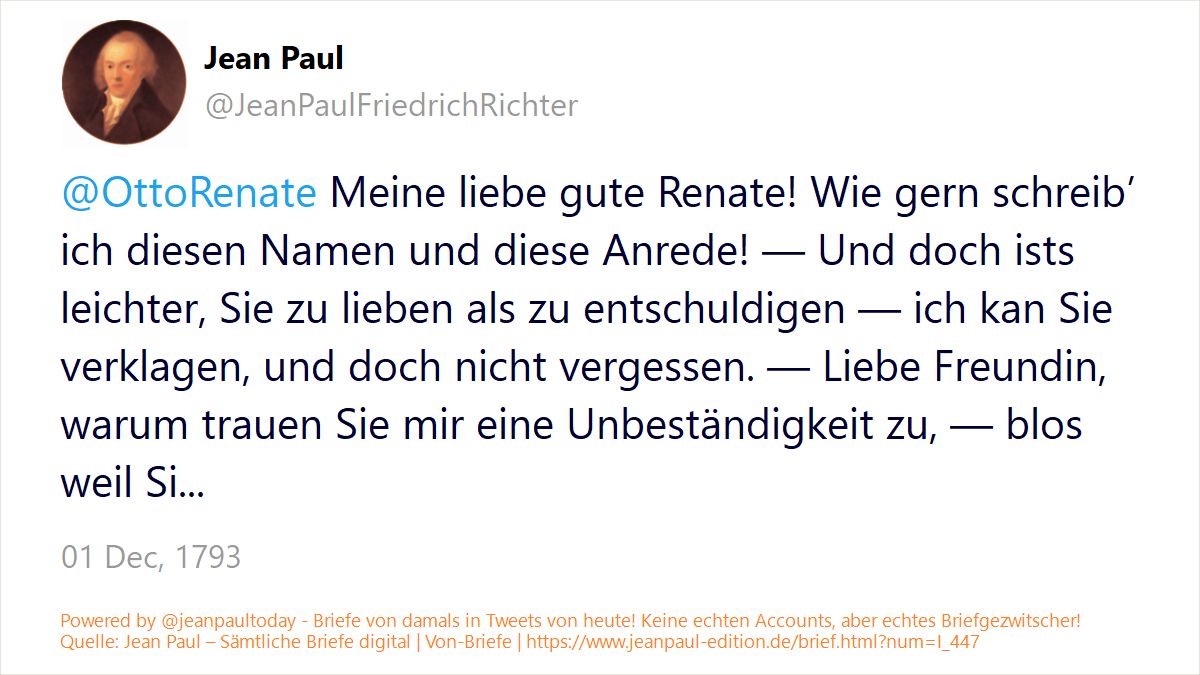 Jean Paul
@JeanPaulFriedrichRichter
@OttoRenate Meine liebe gute Renate! Wie gern schreib’
ich diesen Namen und diese Anrede! — Und doch ists
leichter, Sie zu lieben als zu entschuldigen — ich kan Sie
verklagen, und doch nicht vergessen. — Liebe Freundin,
warum trauen Sie mir eine Unbeständigkeit zu, — blos
weil Si...
01 Dec, 1793
Powered by @jeanpaultoday - Briefe von damals in Tweets von heute! Keine echten Accounts, aber echtes Briefgezwitscher!
Quelle: Jean Paul – Sämtliche Briefe digital | Von-Briefe | https://www.jeanpaul-edition.de/brief.html?num=I_447